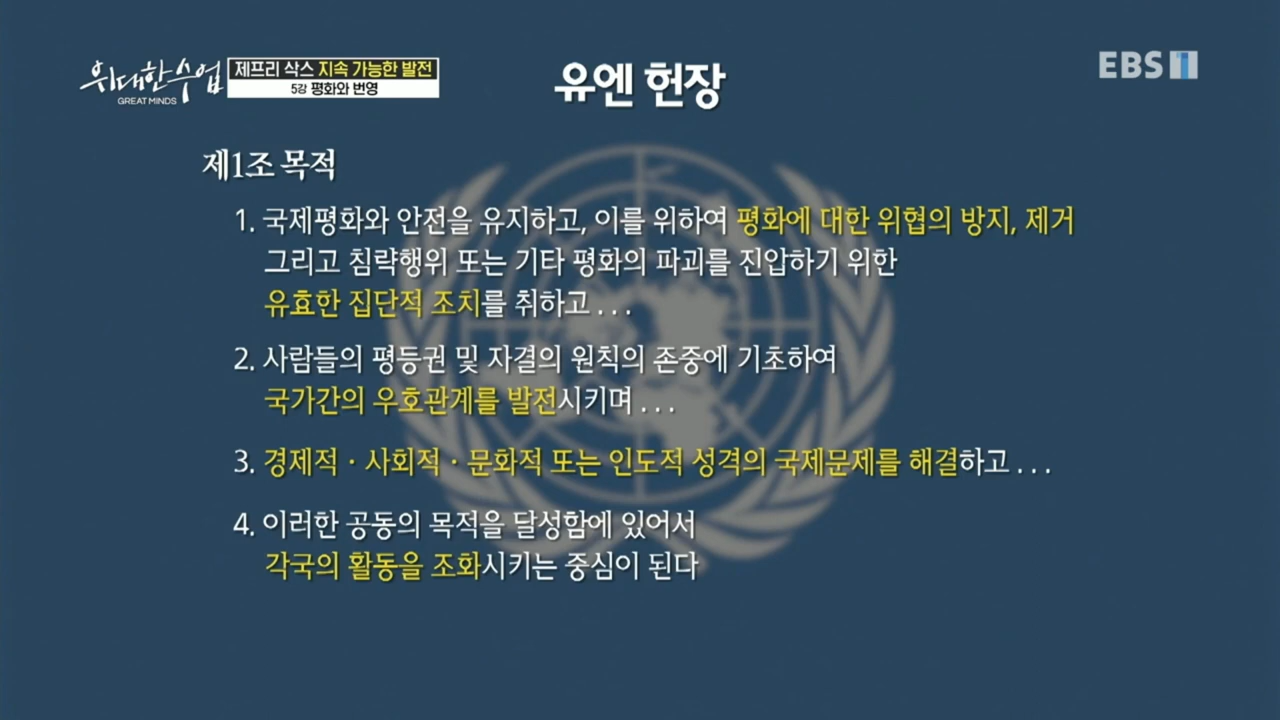 위대한수업
GREAT MINDS
제프리 삭스 지속 가능한 발전
5강 평화와 번영
EBS 1
유엔 헌장
제1조 목적
1. 국제평화와 안전을 유지하고, 이를 위하여 평화에 대한 위협의 방지, 제거
그리고 침략행위 또는 기타 평화의 파괴를 진압하기 위한
유효한 집단적 조치를 취하고 . . .
2. 사람들의 평등권 및 자결의 원칙의 존중에 기초하여
국가간의 우호관계를 발전시키며 . . .
3. 경제적 · 사회적 · 문화적 또는 인도적 성격의 국제문제를 해결하고 . . .
4. 이러한 공동의 목적을 달성함에 있어서
각국의 활동을 조화시키는 중심이 된다